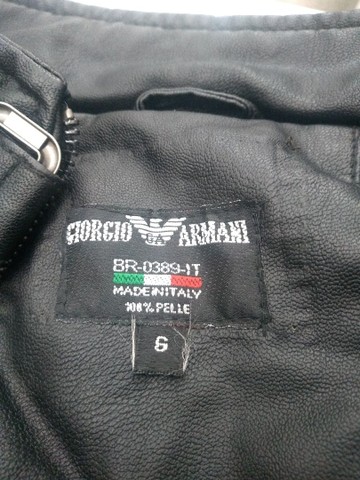 GIORGIO ARMANI
BR-0389-IT
MADE IN ITALY
100% PELLE
6